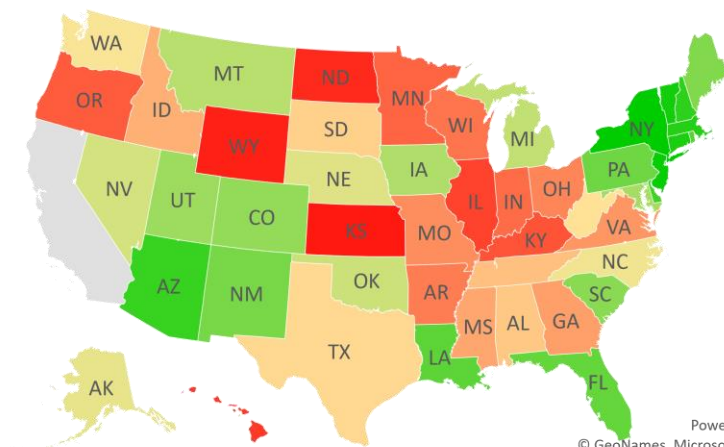 WA
MT
ND
MN
OR
ID
WY
SD
WI
MI
NY
NV
UT
CO
NE
IA
IL
IN
OH
PA
KS
MO
KY
VA
AZ
NM
OK
AR
NC
SC
TX
LA
MS
AL
GA
FL
AK
Powe
© GeoNames, Microsof